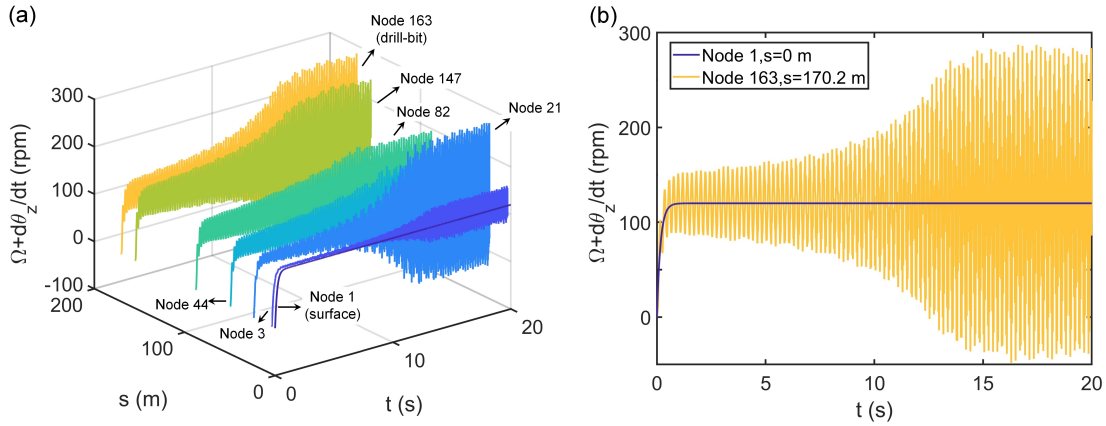 (a)
Node 163
(drill-bit)
Node 147
Node 82
Node 21
300
200
100
0
-100
Ω+dθz/dt (rpm)
200
100
0
s (m)
Node 44
Node 3
Node 1
(surface)
0
10
20
t (s)
(b)
300
200
100
0
Ω+dθz/dt (rpm)
Node 1,s=0 m
Node 163,s=170.2 m
0
5
10
15
20
t (s)